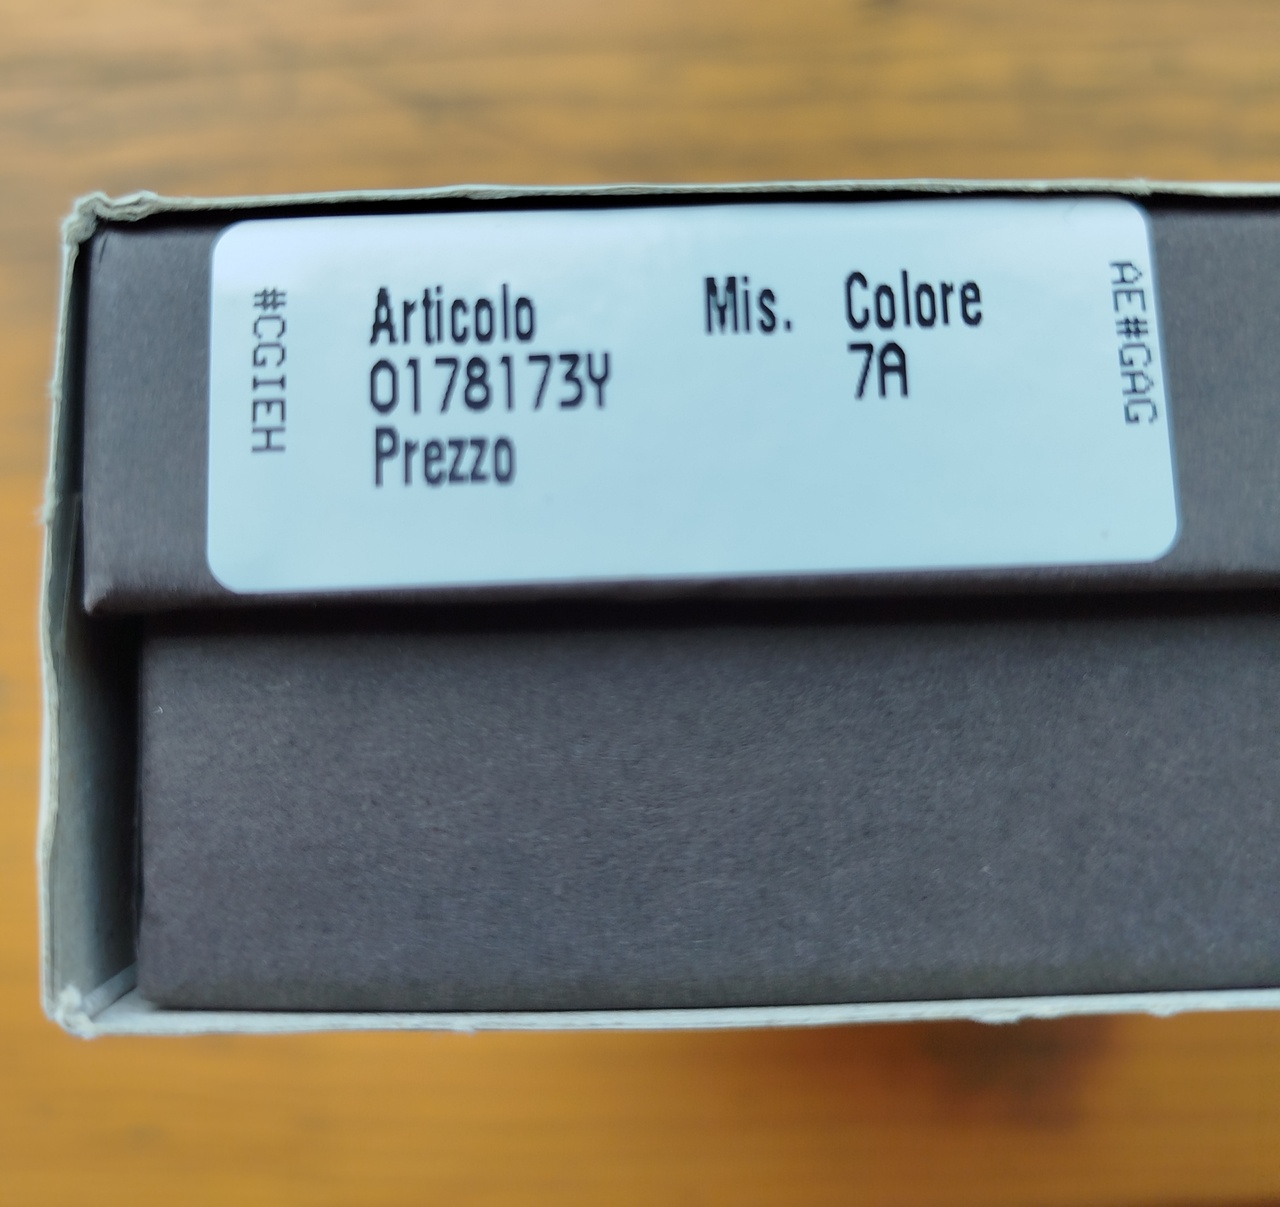 #CGIEH
Articolo Mis. Colore
0178173Y 7A
Prezzo
AE#GAG